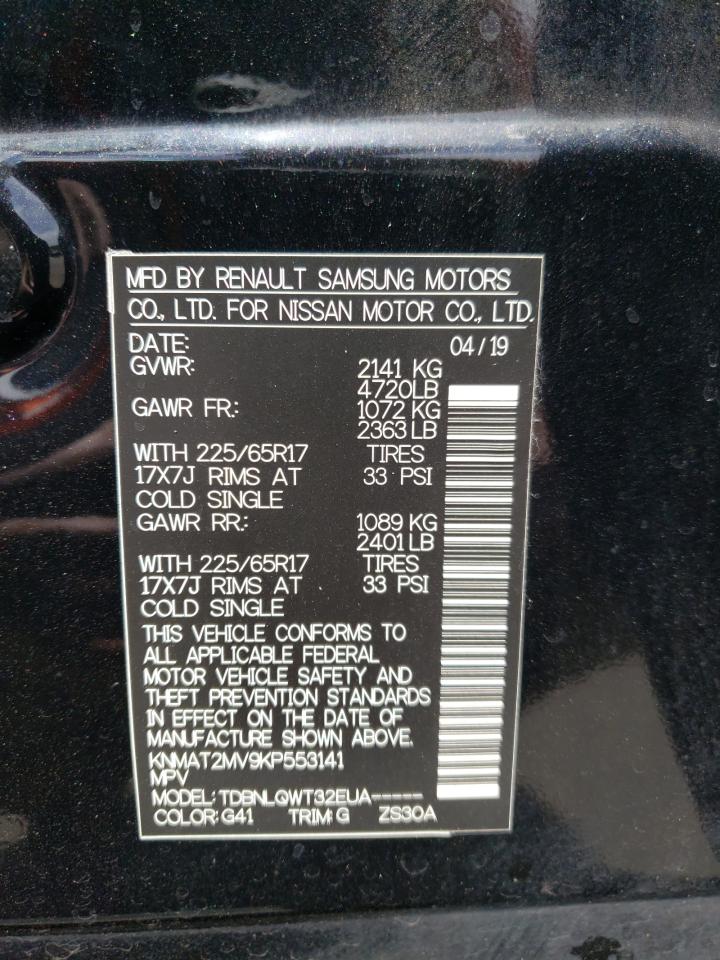 MFD BY RENAULT SAMSUNG MOTORS
CO., LTD. FOR NISSAN MOTOR CO., LTD.
DATE: 04/19
GVWR: 2141 KG
4720LB
GAWR FR.: 1072 KG
2363LB
WITH 225/65R17 TIRES
17X7J RIMS AT 33 PSI
COLD SINGLE
GAWR RR.: 1089 KG
2401LB
WITH 225/65R17 TIRES
17X7J RIMS AT 33 PSI
COLD SINGLE
THIS VEHICLE CONFORMS TO
ALL APPLICABLE FEDERAL
MOTOR VEHICLE SAFETY AND
THEFT PREVENTION STANDARDS
IN EFFECT ON THE DATE OF
MANUFACTURE SHOWN ABOVE.
KNMAT2MV9KP553141
MPV
MODEL: TDBNLQWT32EUA-----
COLOR: G41 TRIM: G ZS30A